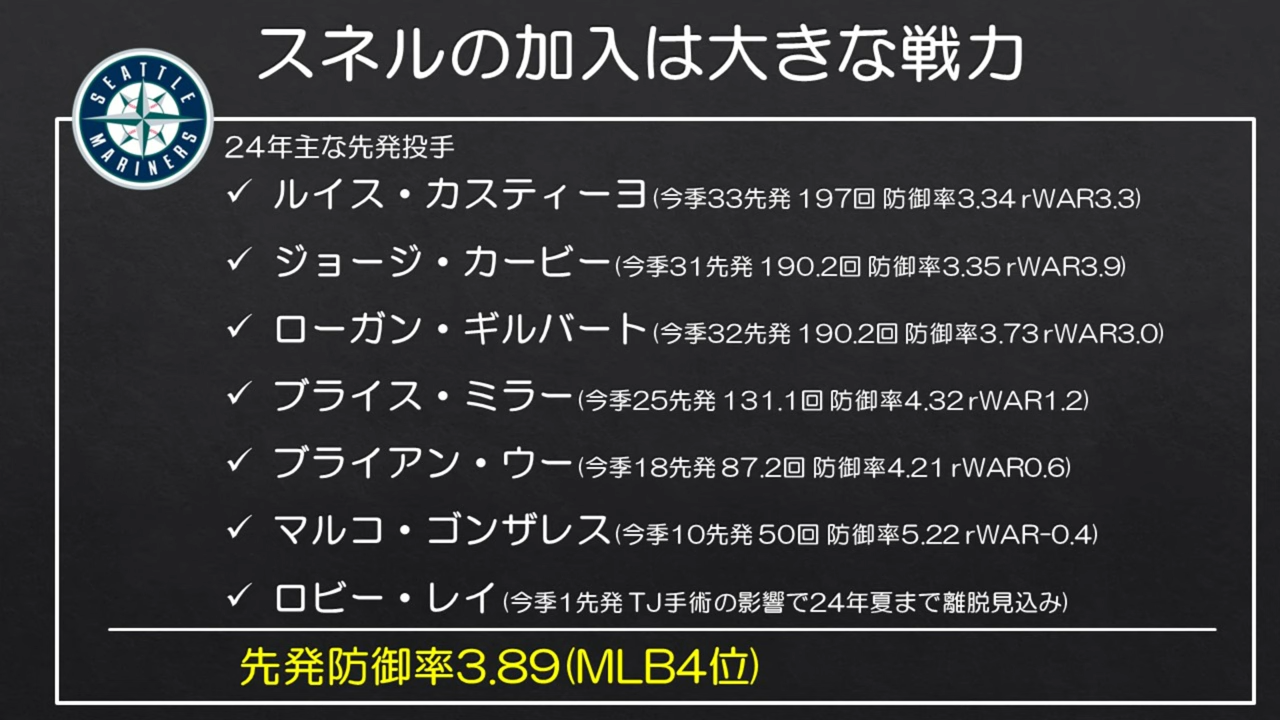 スネルの加入は大きな戦力
SEATTLE
MARINERS
24年主な先発投手
✓ ルイス・カスティーヨ(今季33先発 197回 防御率3.34 rWAR3.3)
✓ ジョージ・カービー(今季31先発 190.2回 防御率3.35 rWAR3.9)
✓ ローガン・ギルバート(今季32先発 190.2回 防御率3.73 rWAR3.0)
✓ ブライス・ミラー(今季25先発 131.1回 防御率4.32 rWAR1.2)
✓ ブライアン・ウー(今季18先発 87.2回 防御率4.21 rWAR0.6)
✓ マルコ・ゴンザレス(今季10先発 50回 防御率5.22 rWAR-0.4)
✓ ロビー・レイ(今季1先発 TJ手術の影響で24年夏まで離脱見込み)
先発防御率3.89(MLB4位)